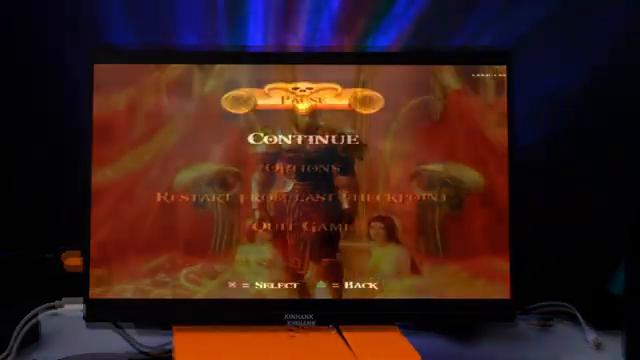 PAUSE
CONTINUE
OPTIONS
RESTART FROM LAST CHECKPOINT
QUIT GAME
= SELECT = BACK